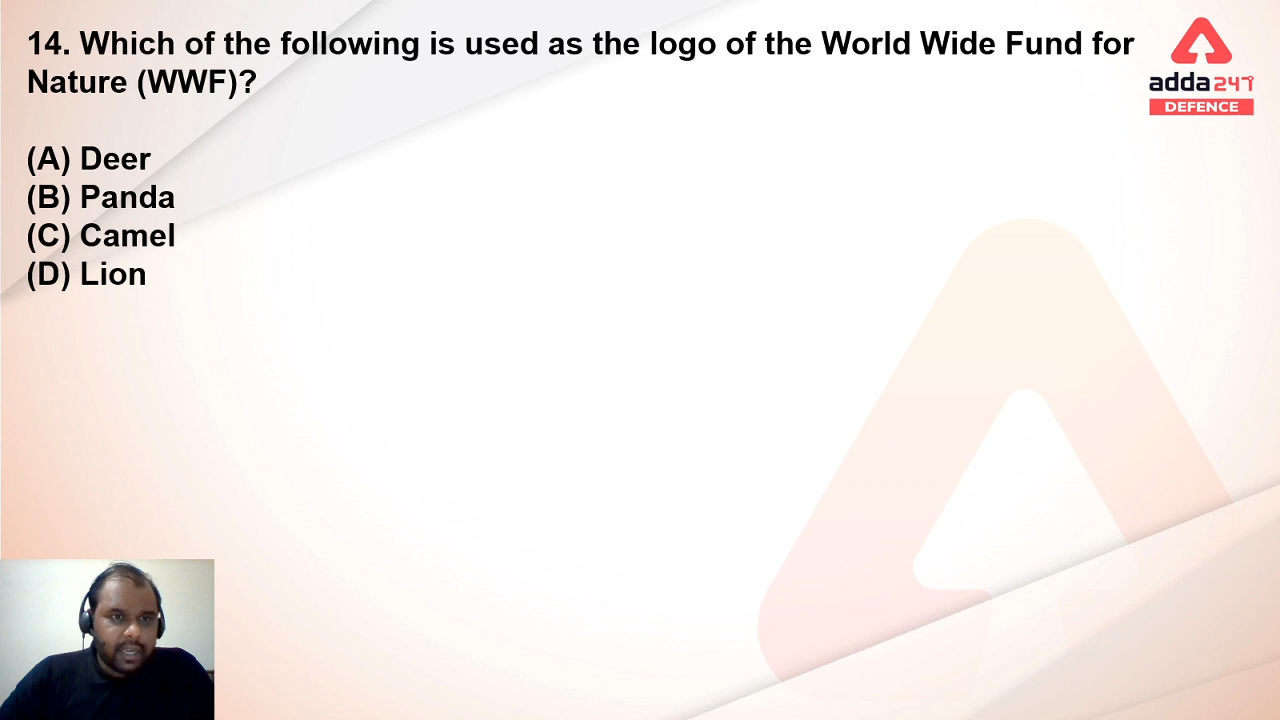 14. Which of the following is used as the logo of the World Wide Fund for
Nature (WWF)?
(A) Deer
(B) Panda
(C) Camel
(D) Lion
adda247
DEFENCE